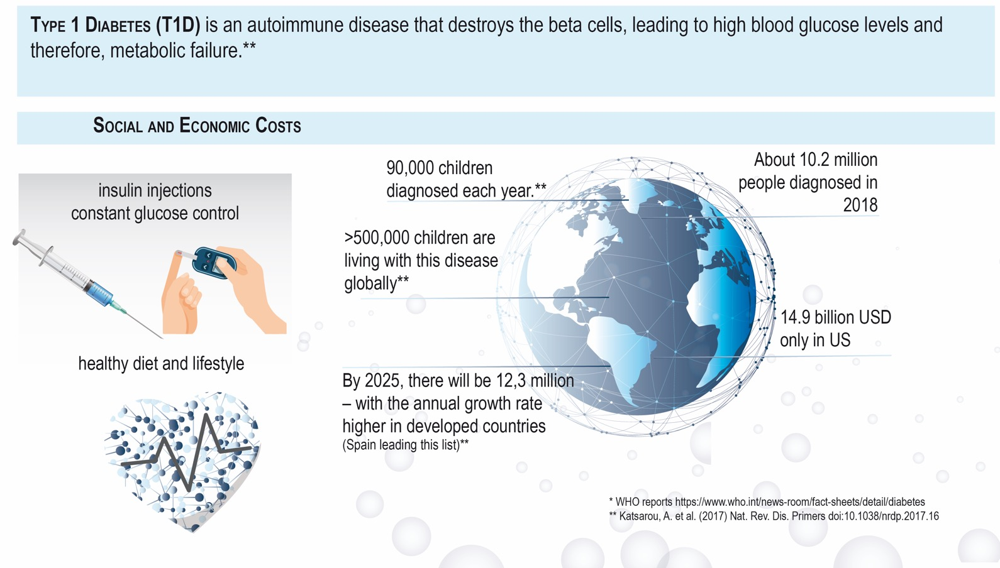 TYPE 1 DIABETES (T1D) is an autoimmune disease that destroys the beta cells, leading to high blood glucose levels and
therefore, metabolic failure.**
SOCIAL AND ECONOMIC COSTS
insulin injections
constant glucose control
healthy diet and lifestyle
90,000 children
diagnosed each year.**
>500,000 children are
living with this disease
globally**
By 2025, there will be 12,3 million
– with the annual growth rate
higher in developed countries
(Spain leading this list)**
About 10.2 million
people diagnosed in
2018
14.9 billion USD
only in US
* WHO reports https://www.who.int/news-room/fact-sheets/detail/diabetes
** Katsarou, A. et al. (2017) Nat. Rev. Dis. Primers doi:10.1038/nrdp.2017.16